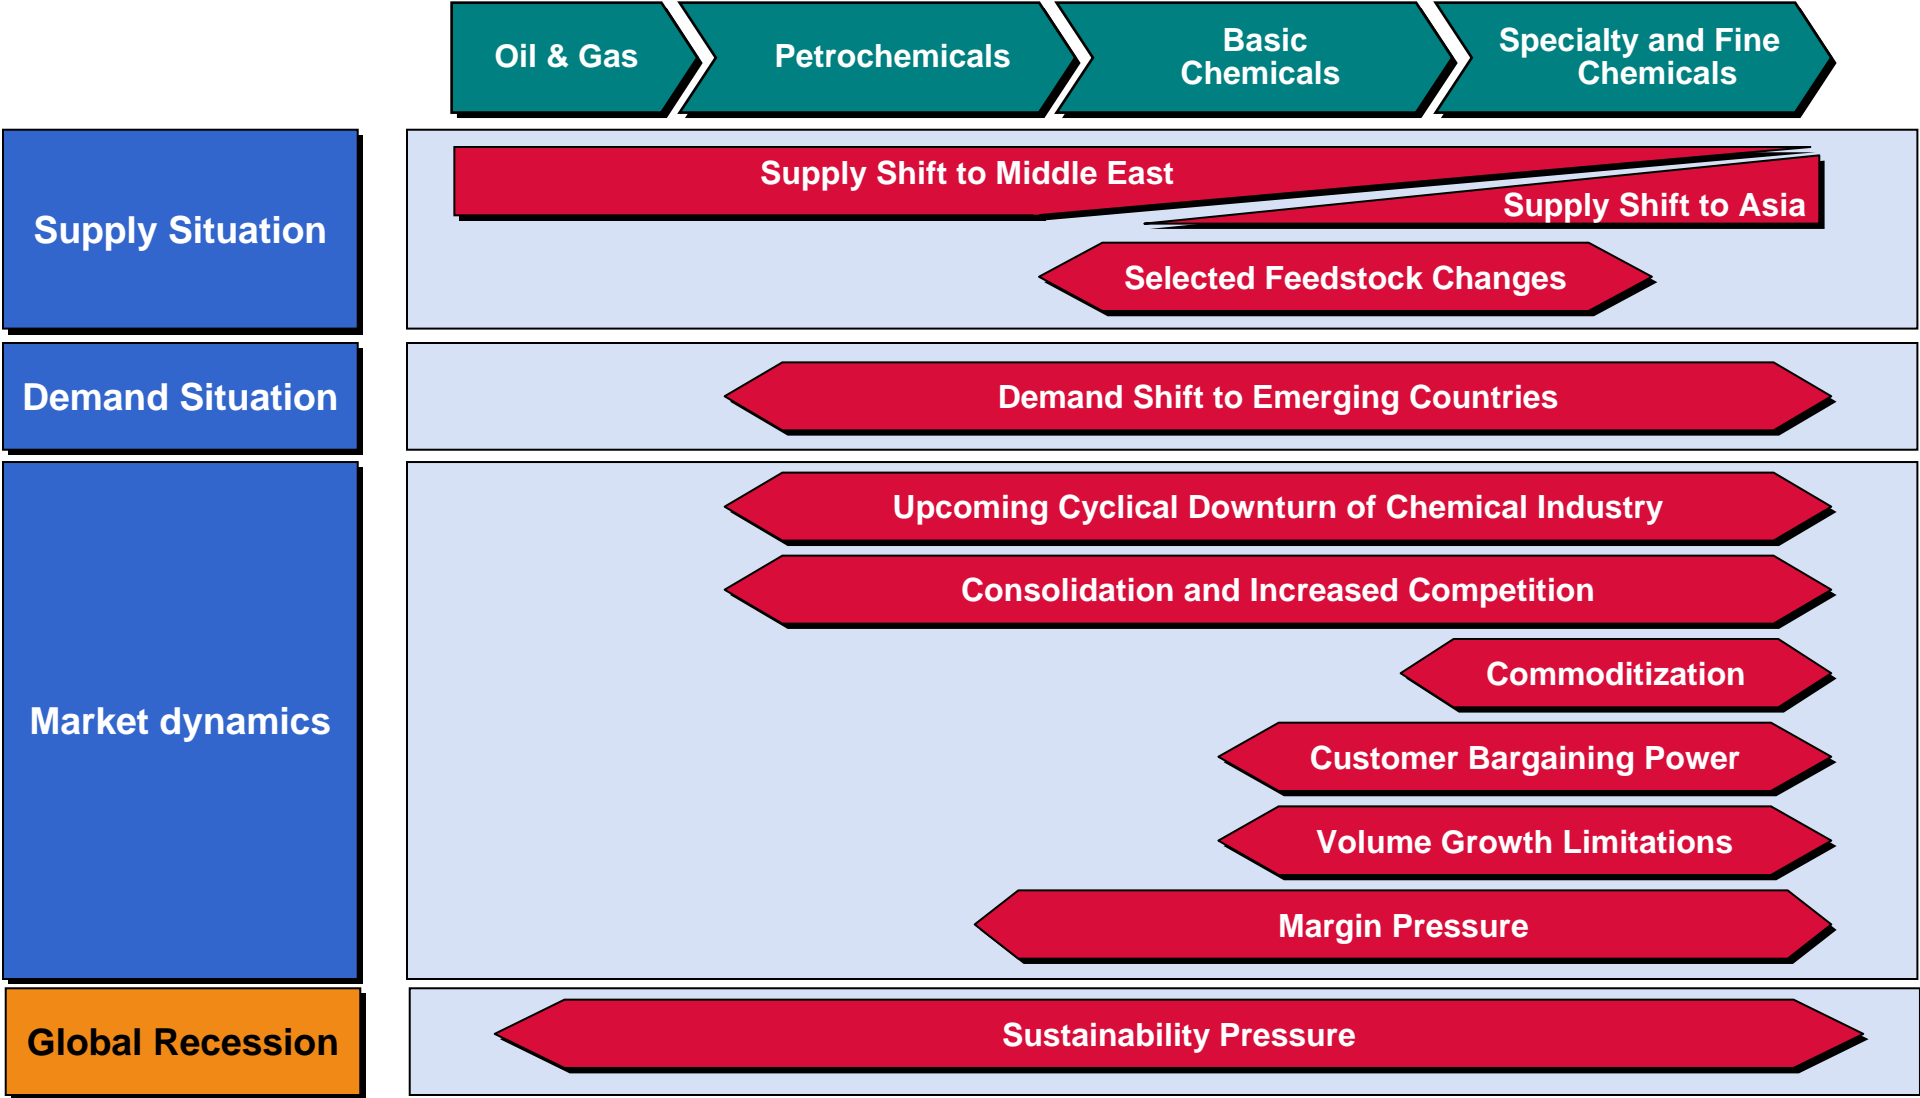 Oil & Gas
Petrochemicals
Basic
Chemicals
Specialty and Fine
Chemicals
Supply Situation
Supply Shift to Middle East
Supply Shift to Asia
Selected Feedstock Changes
Demand Situation
Demand Shift to Emerging Countries
Market dynamics
Upcoming Cyclical Downturn of Chemical Industry
Consolidation and Increased Competition
Commoditization
Customer Bargaining Power
Volume Growth Limitations
Margin Pressure
Global Recession
Sustainability Pressure